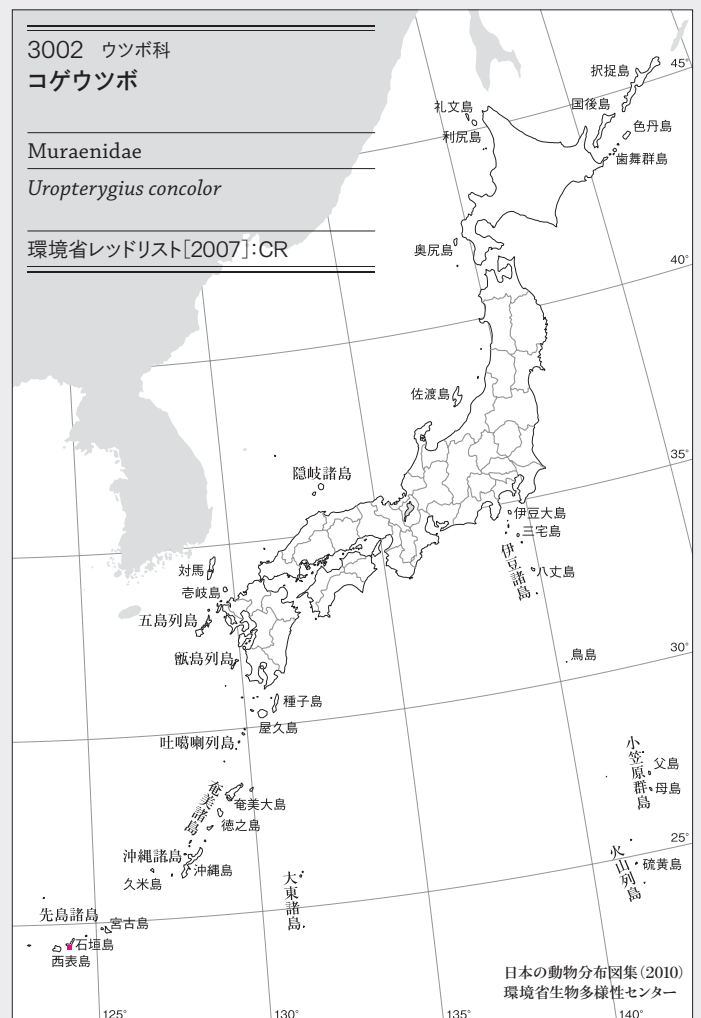 3002 ウツボ科
コゲウツボ
Muraenidae
Uropterygius concolor
環境省レッドリスト[2007]:CR
択捉島
45°
国後島
礼文島
色丹島
利尻島
歯舞群島
奥尻島
40°
佐渡島
35°
隠岐諸島
伊豆大島
三宅島
伊豆諸島
八丈島
対馬
壱岐島
五島列島
甑島列島
鳥島
30°
種子島
屋久島
吐噶喇列島
小笠原群島
父島
母島
奄美諸島
奄美大島
徳之島
25°
沖縄諸島
沖縄島
久米島
火山列島
硫黄島
大東諸島
先島諸島
宮古島
石垣島
西表島
日本の動物分布図集(2010)
環境省生物多様性センター
125°
130°
135°
140°